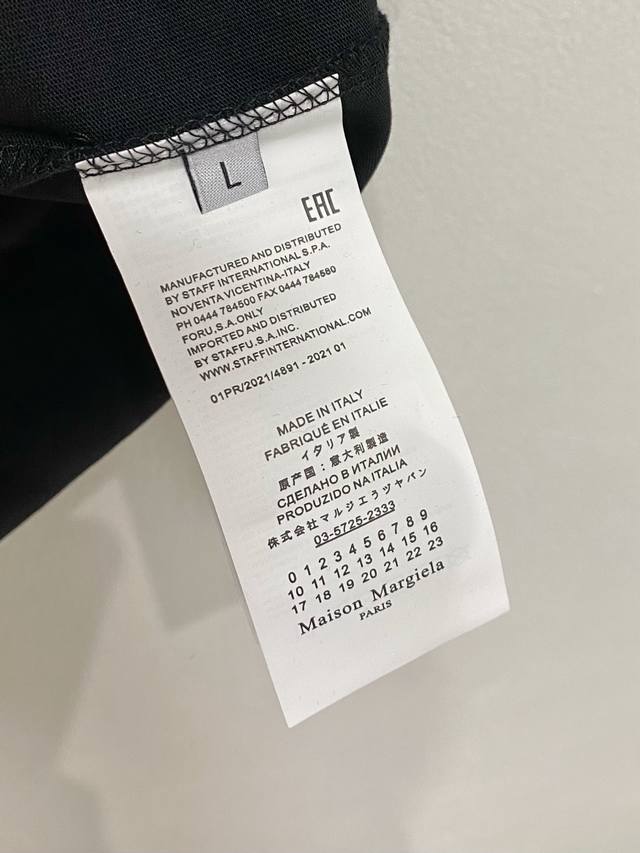 L
EAC
MANUFACTURED AND DISTRIBUTED
BY STAFF INTERNATIONAL S.P.A.
NOVENTA VICENTINA-ITALY
PH 0444 784500 FAX 0444 784580
FORU,S.A.ONLY
IMPORTED AND DISTRIBUTED
BY STAFFU.S.A.INC.
WWW.STAFFINTERNATIONAL.COM
01PR/2021/4891 - 2021 01
MADE IN ITALY
FABRIQUÉ EN ITALIE
イタリア製
原产国：意大利製造
СДЕЛАНО В ИТАЛИИ
PRODUZIDO NA ITALIA
株式会社マルジェラヅヤパン
03-5725-2333
0 1 2 3 4 5 6 7 8 9
10 11 12 13 14 15 16
17 18 19 20 21 22 23
Maison Margiela
PARIS